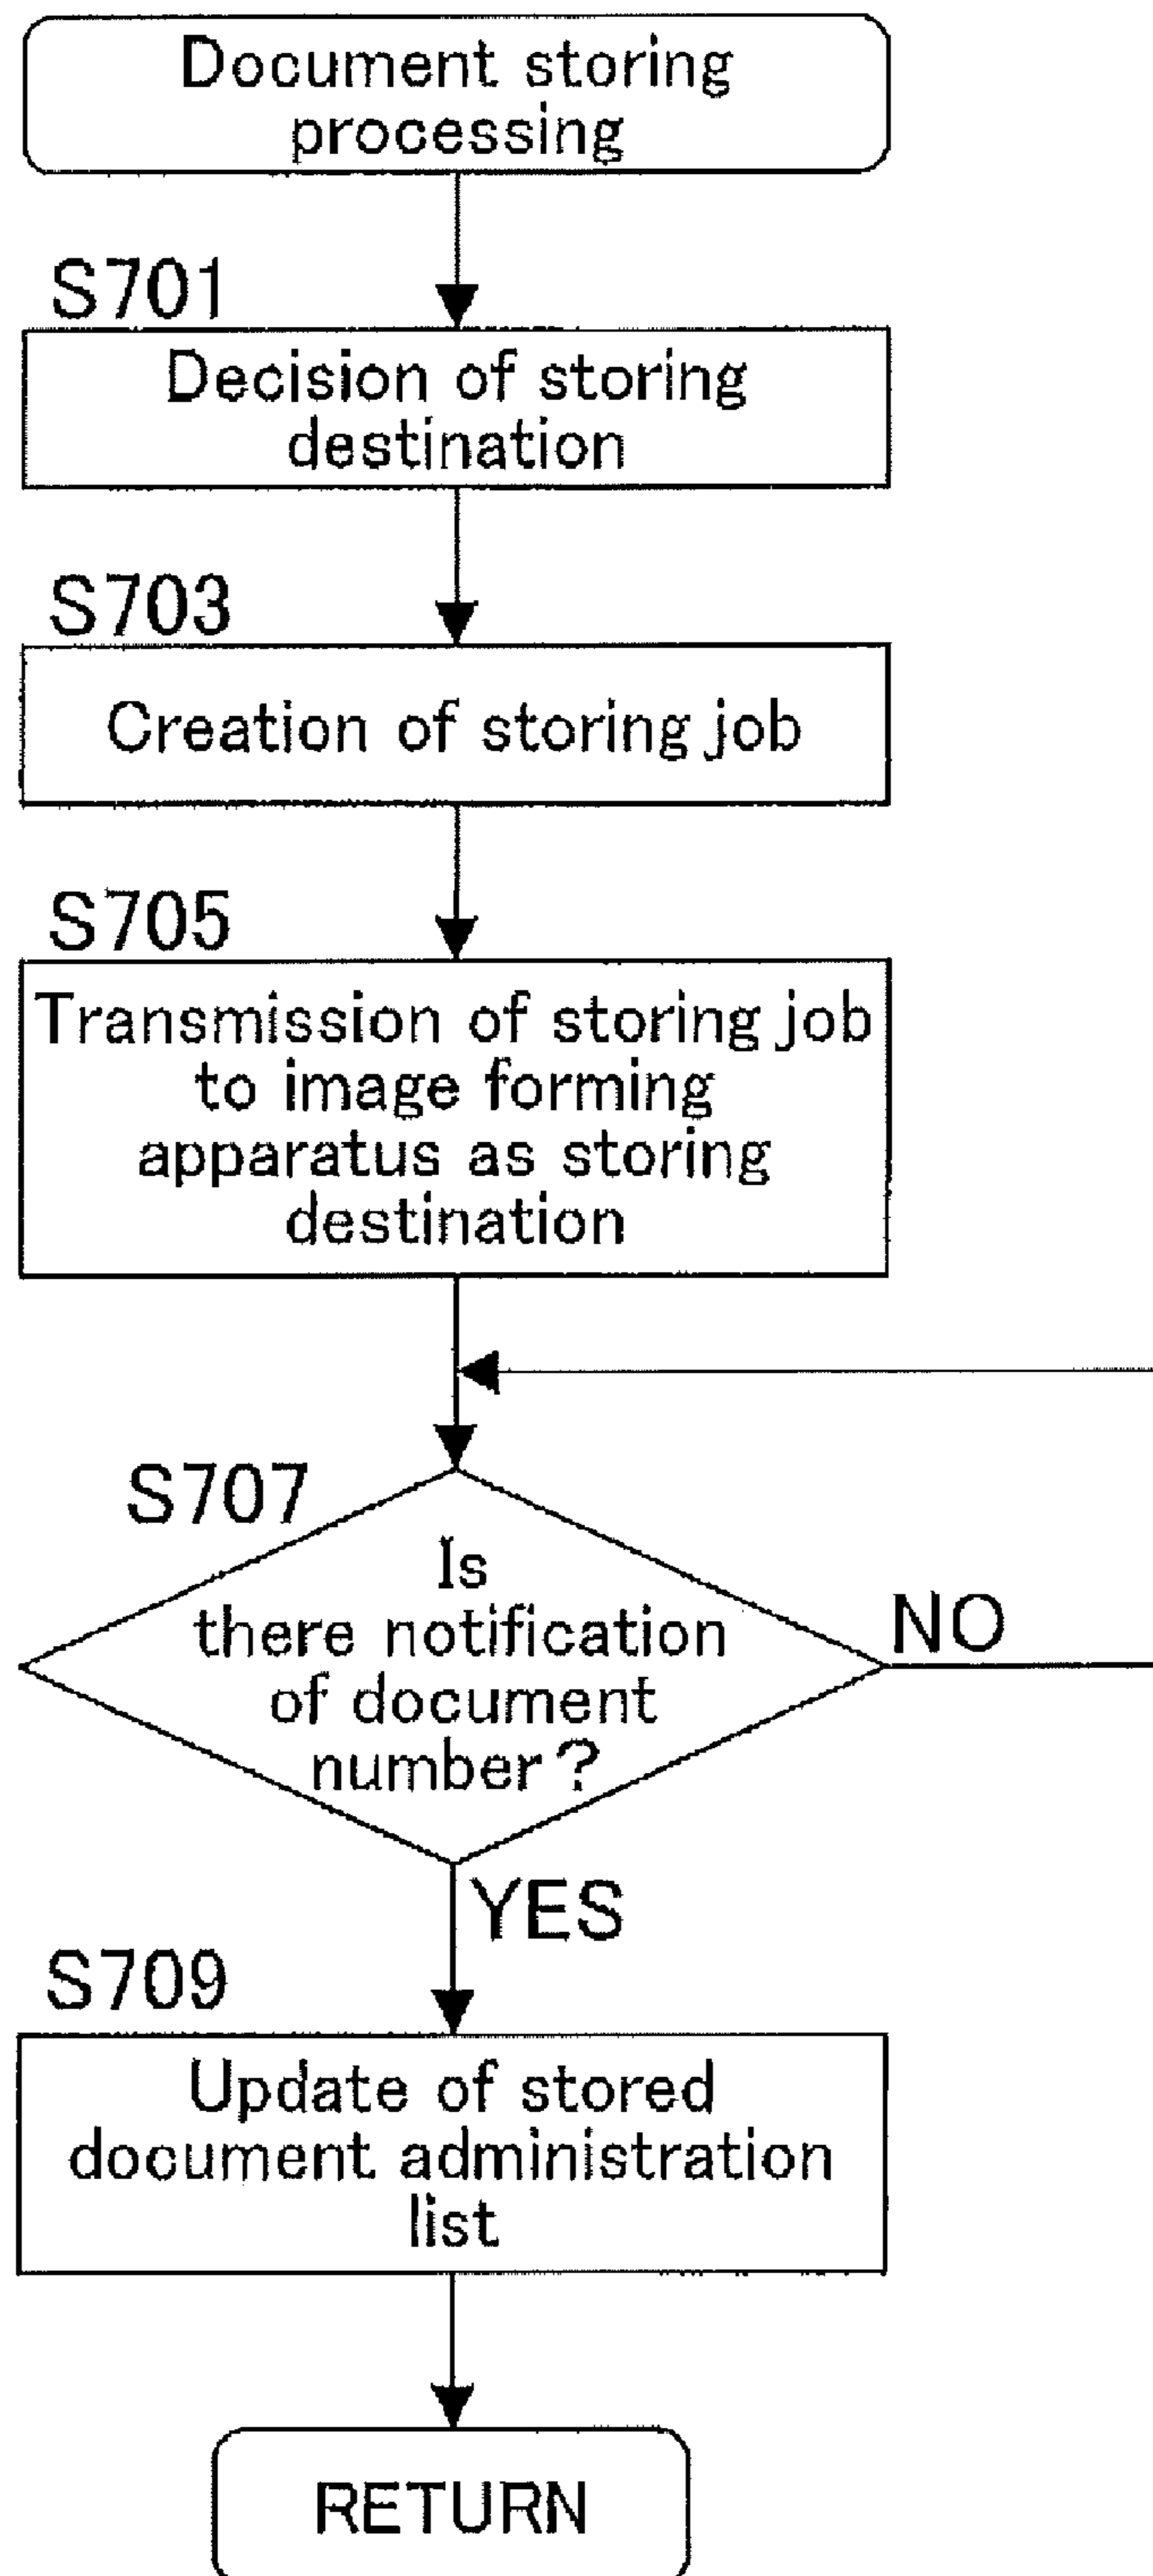 Document storing
processing
S701
Decision of storing
destination
S703
Creation of storing job
S705
Transmission of storing job
to image forming
apparatus as storing
destination
S707
Is
there notification
of document
number?
NO
YES
S709
Update of stored
document administration
list
RETURN